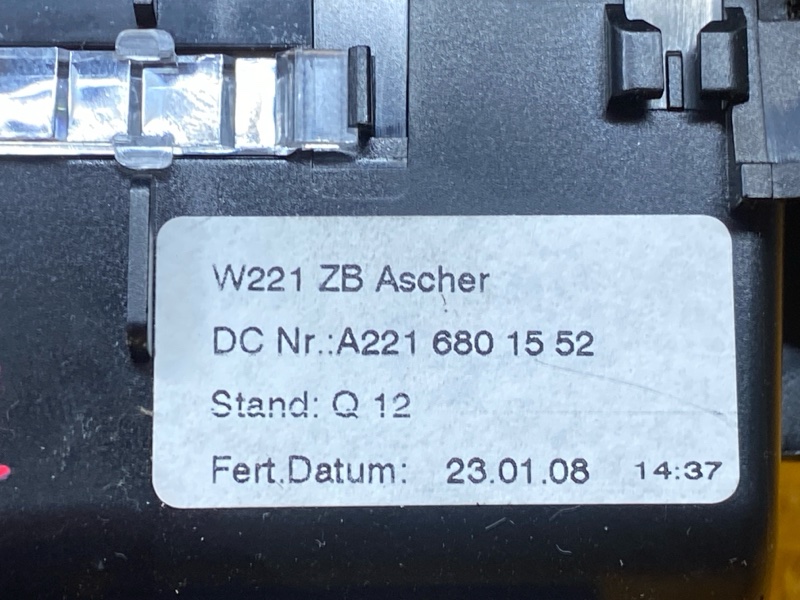 W221 ZB Ascher
DC Nr.:A221 680 15 52
Stand: Q 12
Fert.Datum: 23.01.08 14:37